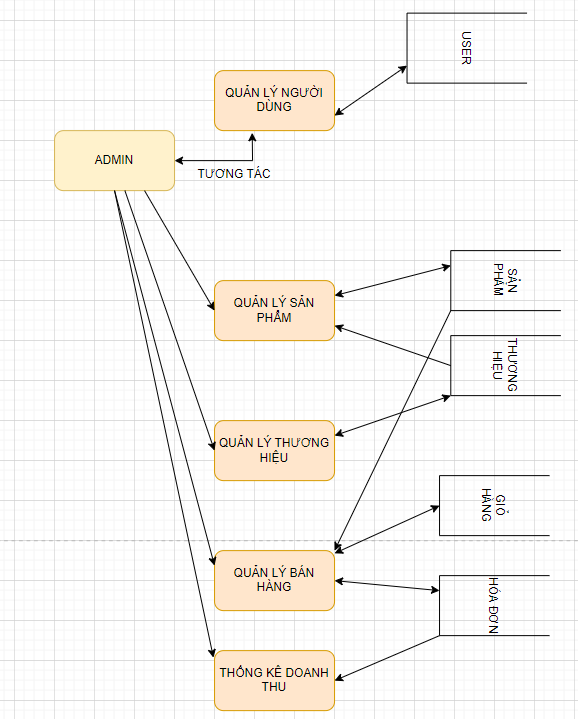 USER
QUẢN LÝ NGƯỜI
DÙNG
ADMIN
TƯƠNG TÁC
SẢN
PHẨM
QUẢN LÝ SẢN
PHẨM
THƯƠNG
HIỆU
QUẢN LÝ THƯƠNG
HIỆU
GIỎ
HÀNG
QUẢN LÝ BÁN
HÀNG
HÓA ĐƠN
THỐNG KÊ DOANH
THU